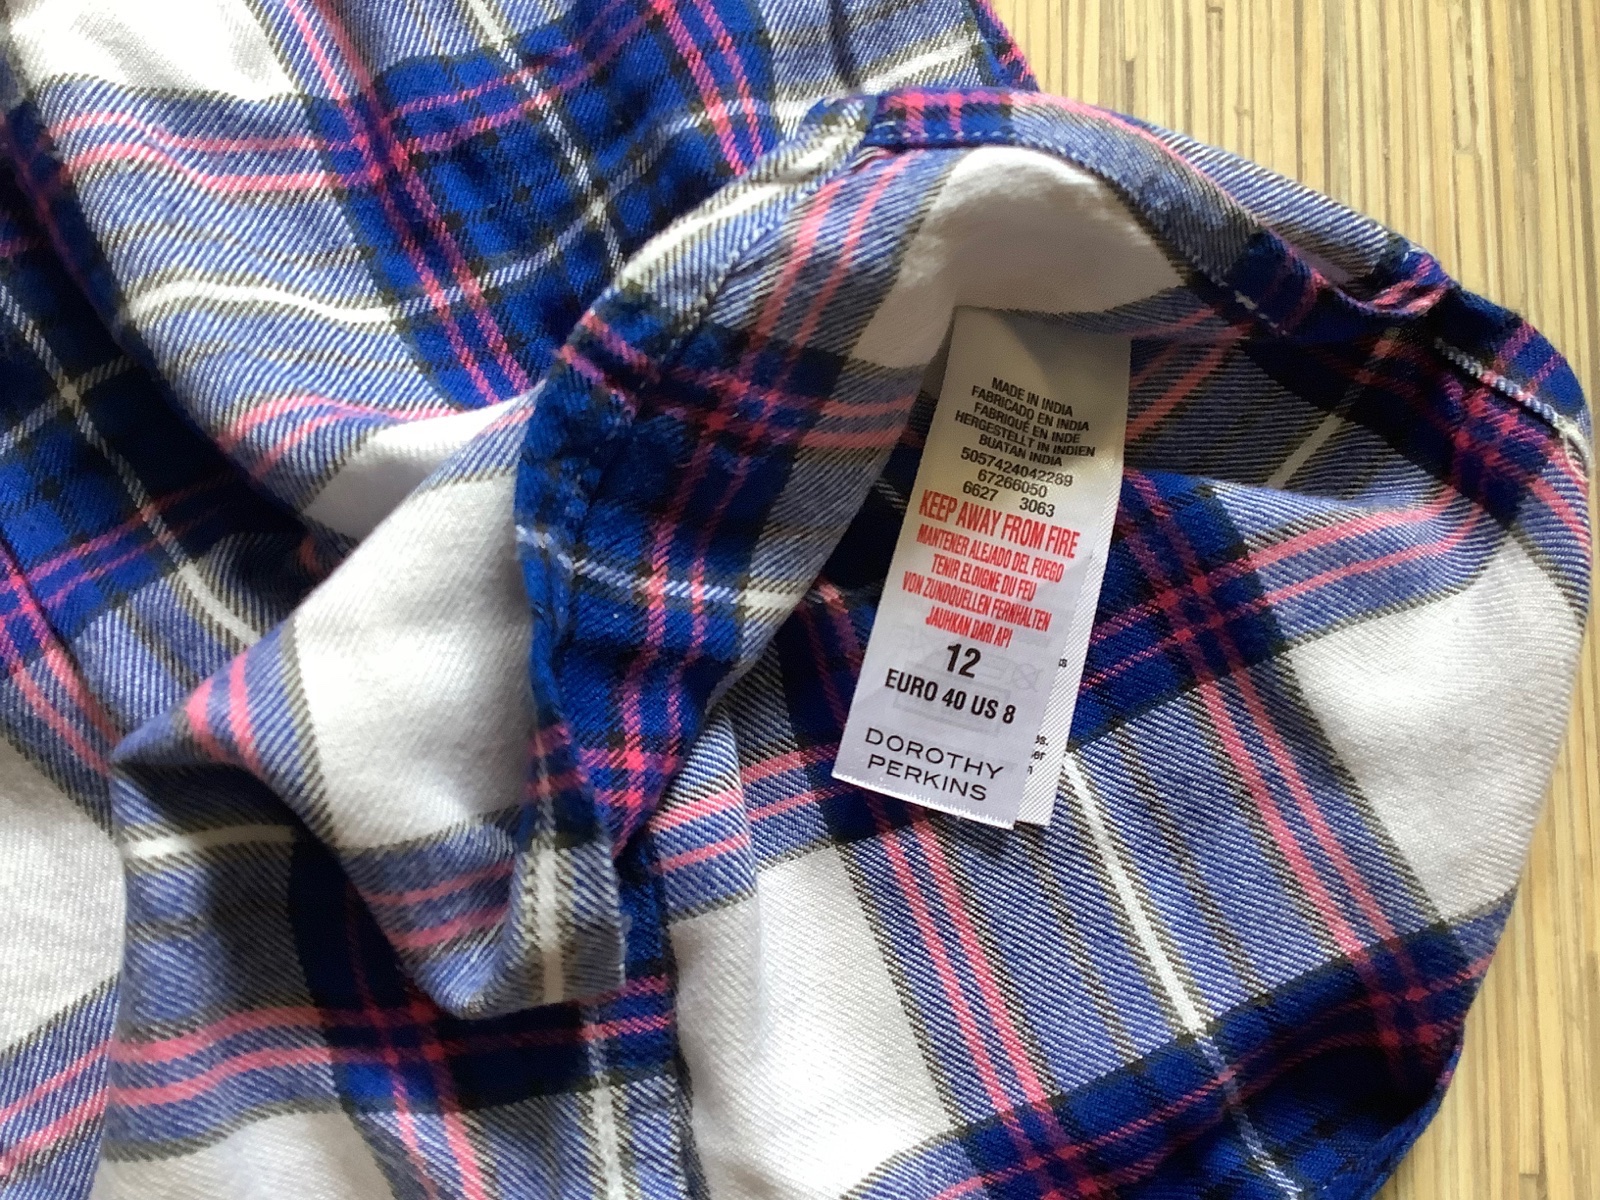 MADE IN INDIA
FABRICADO EN INDIA
FABRIQUÉ EN INDE
HERGESTELLT IN INDIEN
BUATAN INDIA
5057424042289
67266050
6627 3063
KEEP AWAY FROM FIRE
MANTENER ALEJADO DEL FUEGO
TENIR ELOIGNE DU FEU
VON ZUNDQUELLEN FERNHALTEN
JAUHKAN DARI API
12
EURO 40 US 8
DOROTHY
PERKINS